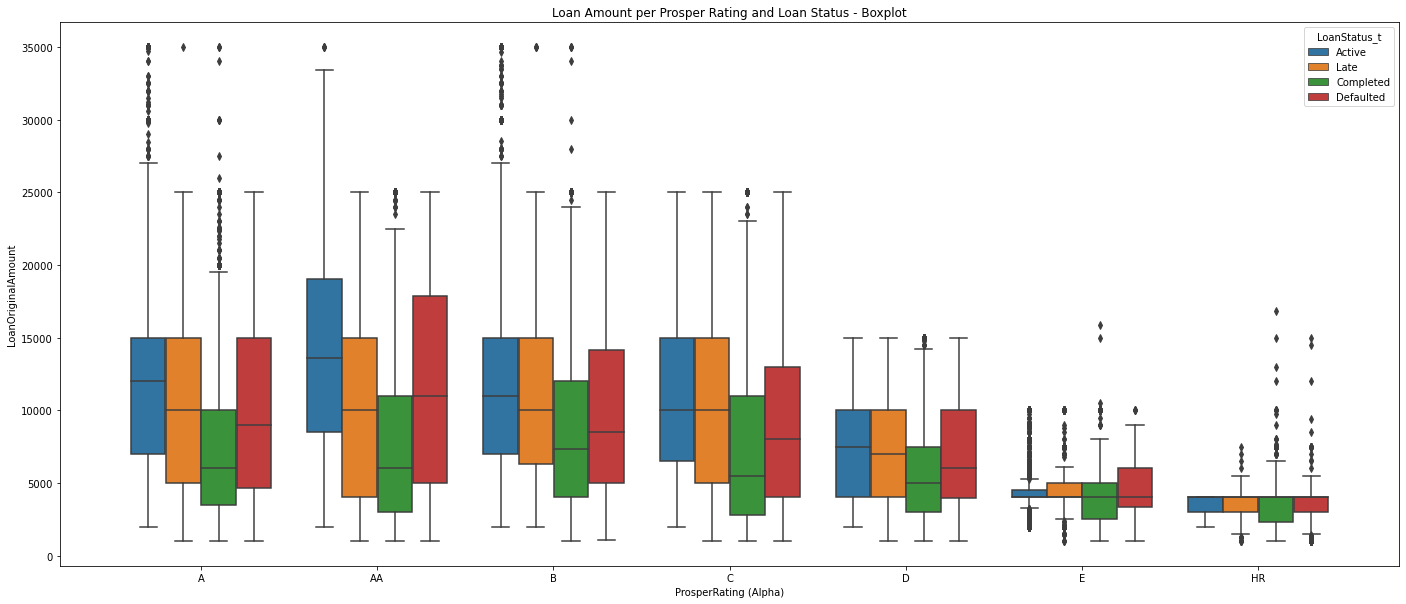 Loan Amount per Prosper Rating and Loan Status - Boxplot
LoanStatus_t
Active
Late
Completed
Defaulted
LoanOriginalAmount
35000
30000
25000
20000
15000
10000
5000
0
A AA B C D E HR
ProsperRating (Alpha)